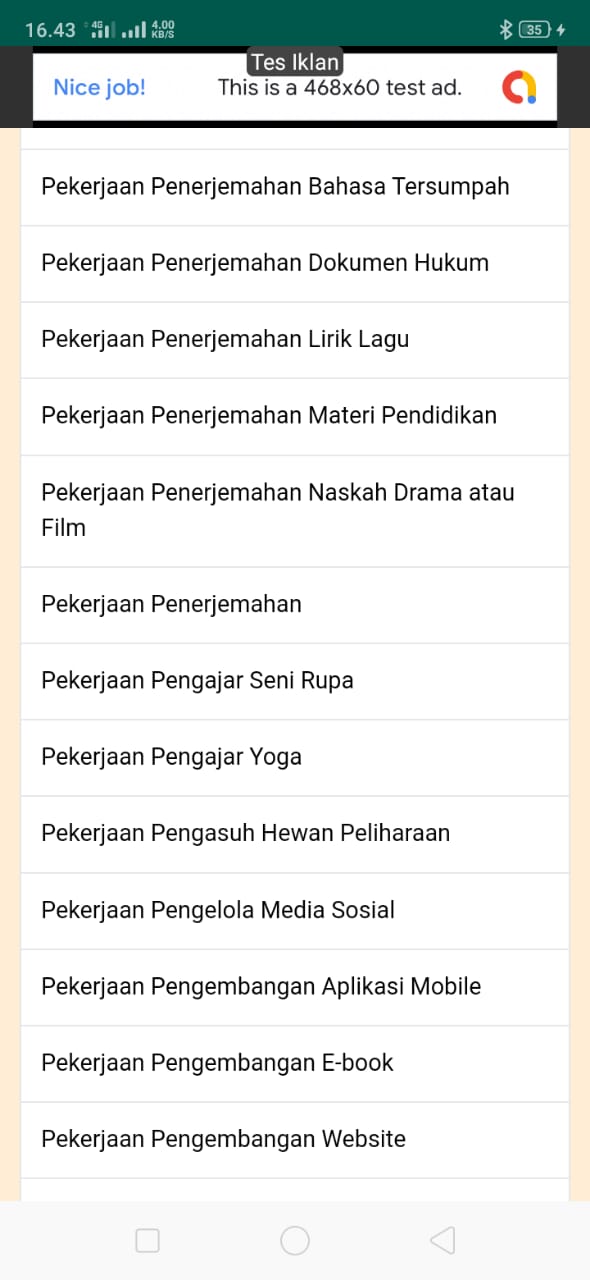 16.43 4G 4.00 KB/S 35
Tes Iklan
Nice job! This is a 468x60 test ad.
Pekerjaan Penerjemahan Bahasa Tersumpah
Pekerjaan Penerjemahan Dokumen Hukum
Pekerjaan Penerjemahan Lirik Lagu
Pekerjaan Penerjemahan Materi Pendidikan
Pekerjaan Penerjemahan Naskah Drama atau
Film
Pekerjaan Penerjemahan
Pekerjaan Pengajar Seni Rupa
Pekerjaan Pengajar Yoga
Pekerjaan Pengasuh Hewan Peliharaan
Pekerjaan Pengelola Media Sosial
Pekerjaan Pengembangan Aplikasi Mobile
Pekerjaan Pengembangan E-book
Pekerjaan Pengembangan Website